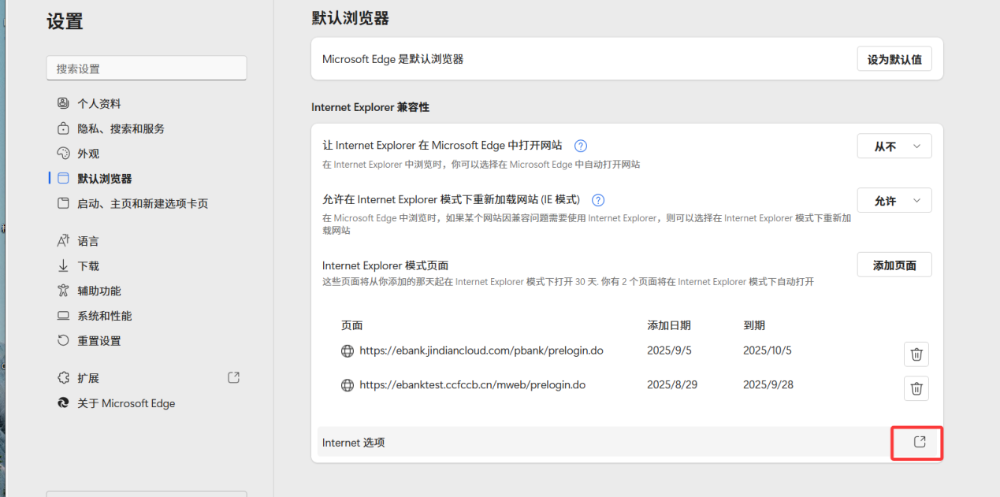 设置
搜索设置
个人资料
隐私、搜索和服务
外观
默认浏览器
启动、主页和新建选项卡页
语言
下载
辅助功能
系统和性能
重置设置
扩展
关于 Microsoft Edge
默认浏览器
Microsoft Edge 是默认浏览器
设为默认值
Internet Explorer 兼容性
让 Internet Explorer 在 Microsoft Edge 中打开网站
从不
在 Internet Explorer 中浏览时，你可以选择在 Microsoft Edge 中自动打开网站
允许在 Internet Explorer 模式下重新加载网站 (IE 模式)
允许
在 Microsoft Edge 中浏览时，如果某个网站因兼容问题需要使用 Internet Explorer，则可以选择在 Internet Explorer 模式下重新加
载网站
Internet Explorer 模式页面
添加页面
这些页面将从你添加的那天起在 Internet Explorer 模式下打开 30 天. 你有 2 个页面将在 Internet Explorer 模式下自动打开
页面 添加日期 到期
https://ebank.jindiancloud.com/pbank/prelogin.do 2025/9/5 2025/10/5
https://ebanktest.ccfccb.cn/mweb/prelogin.do 2025/8/29 2025/9/28
Internet 选项